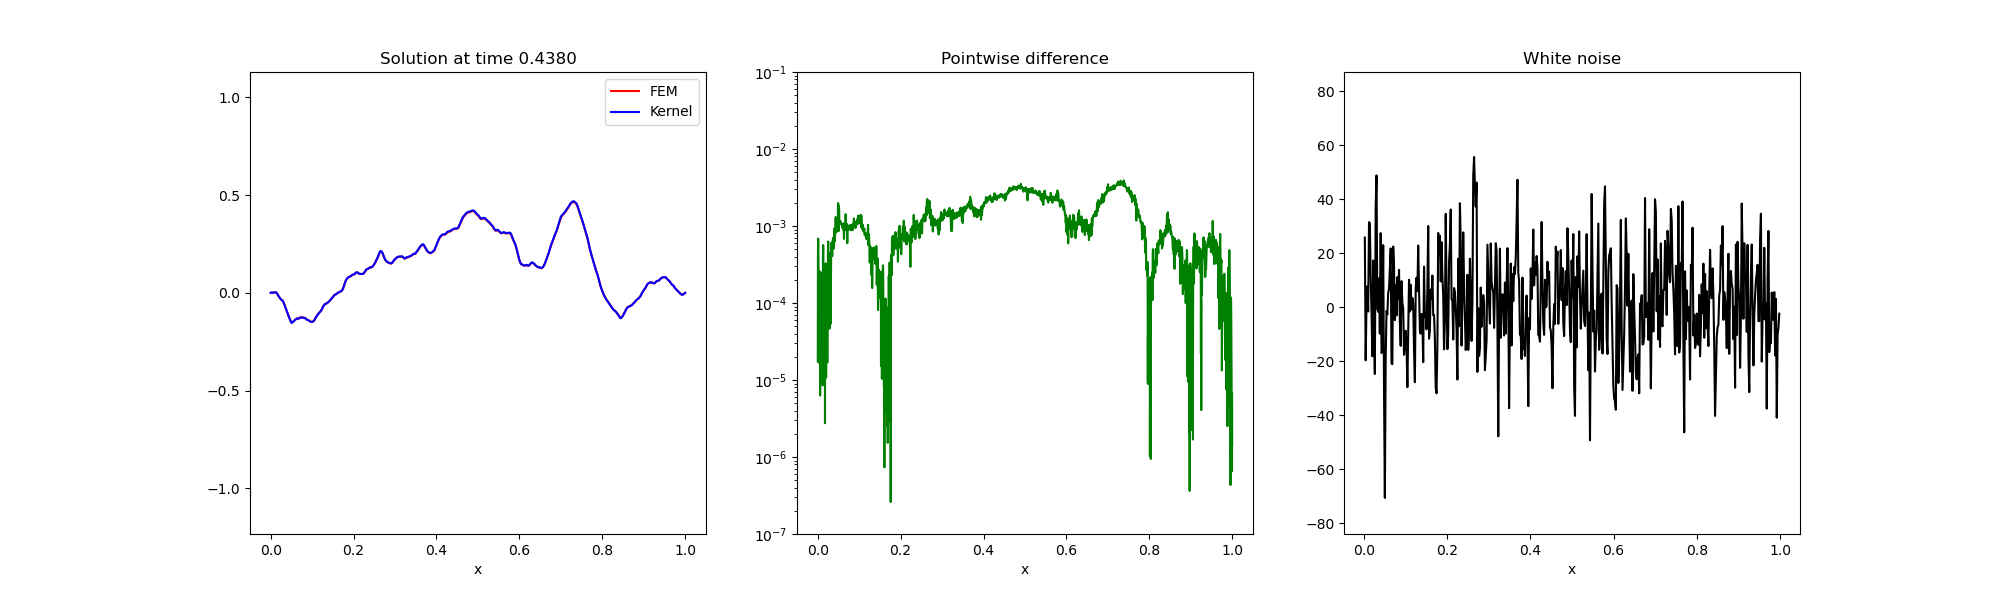 Solution at time 0.4380
1.0
0.5
0.0
−0.5
−1.0
0.0 0.2 0.4 0.6 0.8 1.0
x
FEM
Kernel
Pointwise difference
10⁻¹
10⁻²
10⁻³
10⁻⁴
10⁻⁵
10⁻⁶
10⁻⁷
0.0 0.2 0.4 0.6 0.8 1.0
x
White noise
80
60
40
20
0
−20
−40
−60
−80
0.0 0.2 0.4 0.6 0.8 1.0
x